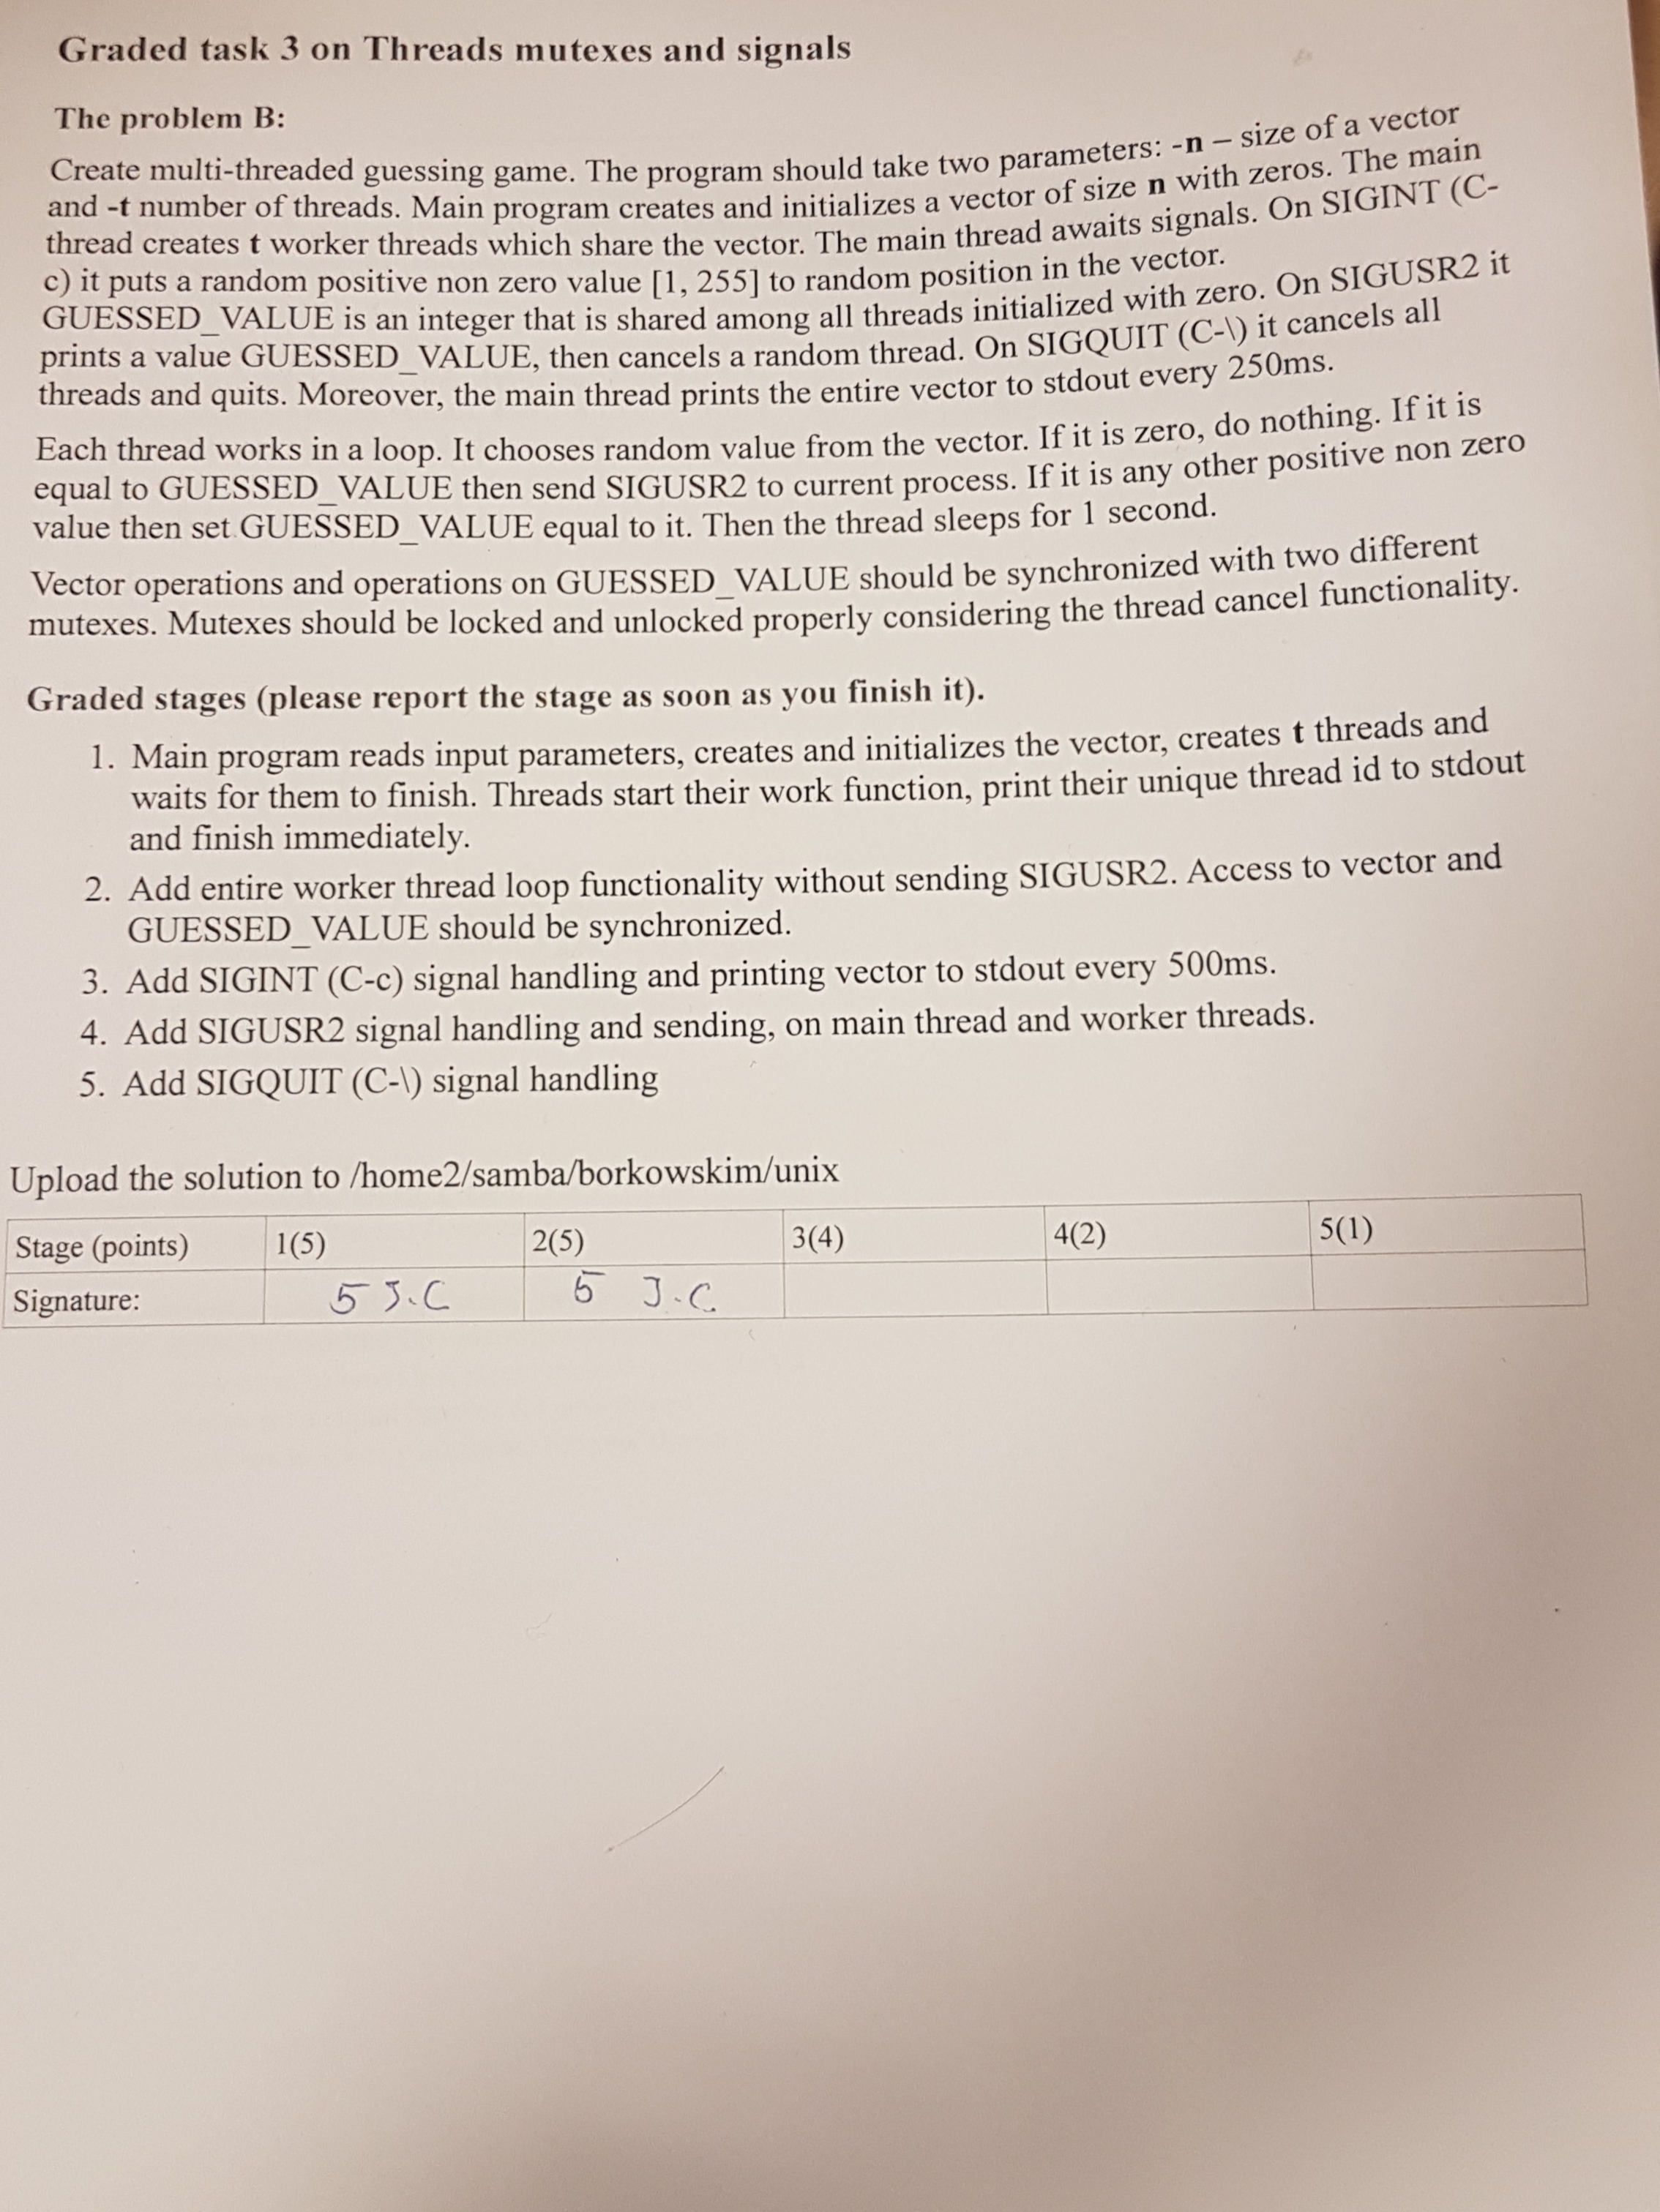 Graded task 3 on Threads mutexes and signals
The problem B:
Create multi-threaded guessing game. The program should take two parameters: -n – size of a vector
and -t number of threads. Main program creates and initializes a vector of size n with zeros. The main
thread creates t worker threads which share the vector. The main thread awaits signals. On SIGINT (C-
c) it puts a random positive non zero value [1, 255] to random position in the vector.
GUESSED_VALUE is an integer that is shared among all threads initialized with zero. On SIGUSR2 it
prints a value GUESSED_VALUE, then cancels a random thread. On SIGQUIT (C-\) it cancels all
threads and quits. Moreover, the main thread prints the entire vector to stdout every 250ms.
Each thread works in a loop. It chooses random value from the vector. If it is zero, do nothing. If it is
equal to GUESSED_VALUE then send SIGUSR2 to current process. If it is any other positive non zero
value then set GUESSED_VALUE equal to it. Then the thread sleeps for 1 second.
Vector operations and operations on GUESSED_VALUE should be synchronized with two different
mutexes. Mutexes should be locked and unlocked properly considering the thread cancel functionality.
Graded stages (please report the stage as soon as you finish it).
1. Main program reads input parameters, creates and initializes the vector, creates t threads and
waits for them to finish. Threads start their work function, print their unique thread id to stdout
and finish immediately.
2. Add entire worker thread loop functionality without sending SIGUSR2. Access to vector and
GUESSED_VALUE should be synchronized.
3. Add SIGINT (C-c) signal handling and printing vector to stdout every 500ms.
4. Add SIGUSR2 signal handling and sending, on main thread and worker threads.
5. Add SIGQUIT (C-\) signal handling
Upload the solution to /home2/samba/borkowskim/unix
Stage (points) 1(5) 2(5) 3(4) 4(2) 5(1)
Signature: 5 J.C 5 J.C.